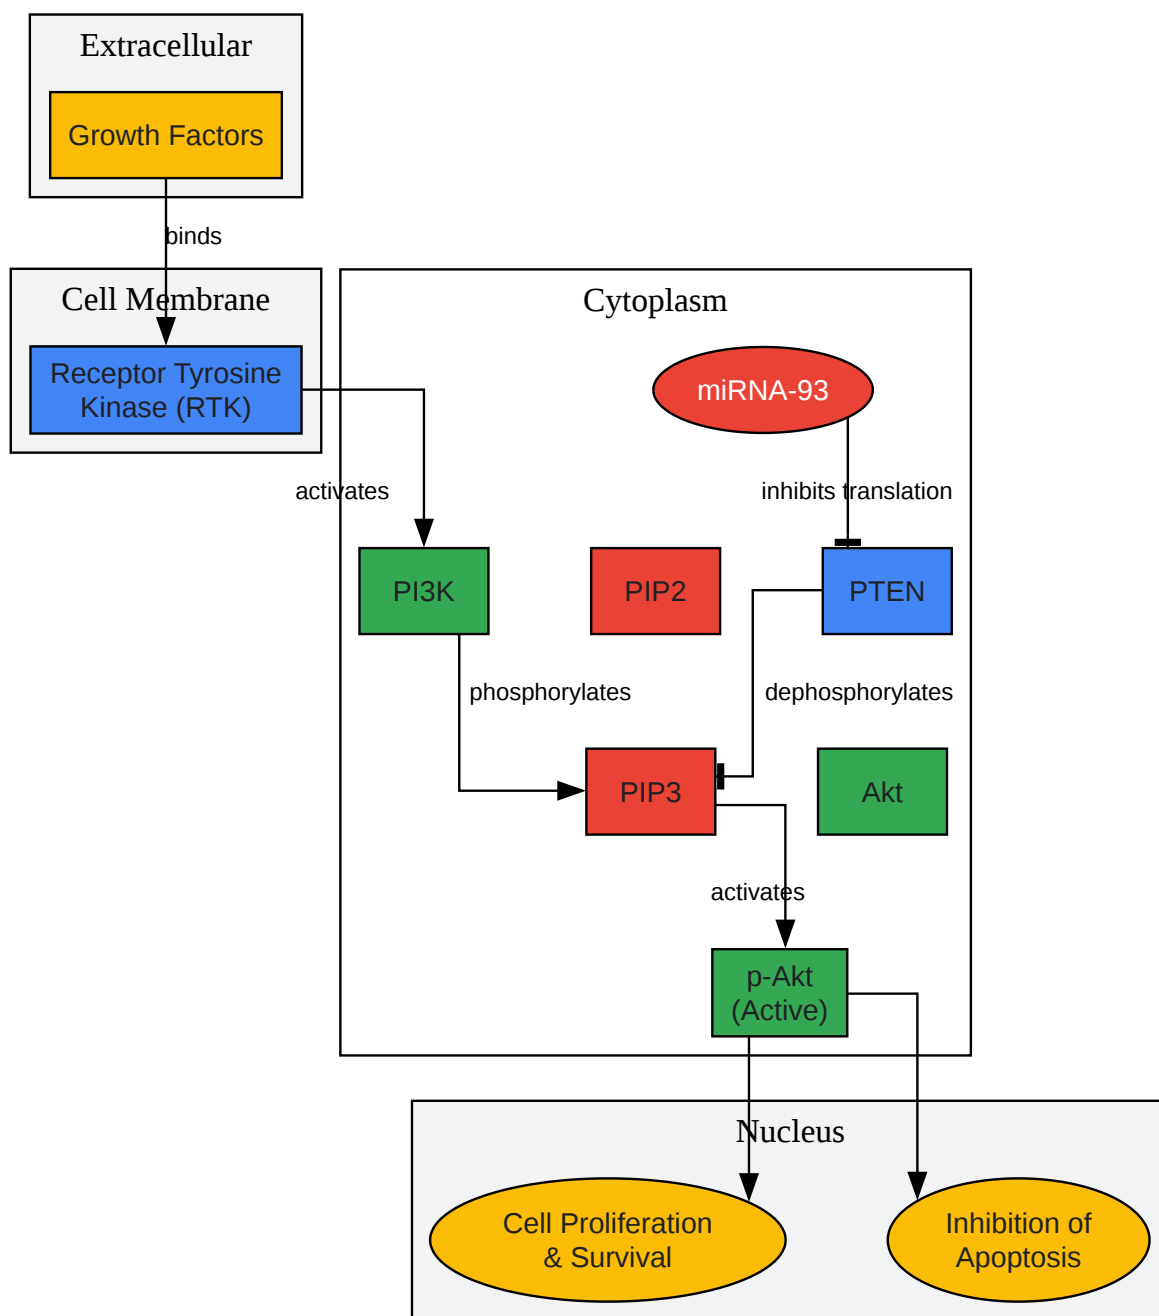 Extracellular
Growth Factors
binds
Cell Membrane
Receptor Tyrosine
Kinase (RTK)
Cytoplasm
miRNA-93
activates
inhibits translation
PI3K
PIP2
PTEN
phosphorylates
dephosphorylates
PIP3
Akt
activates
p-Akt
(Active)
Nucleus
Cell Proliferation
& Survival
Inhibition of
Apoptosis